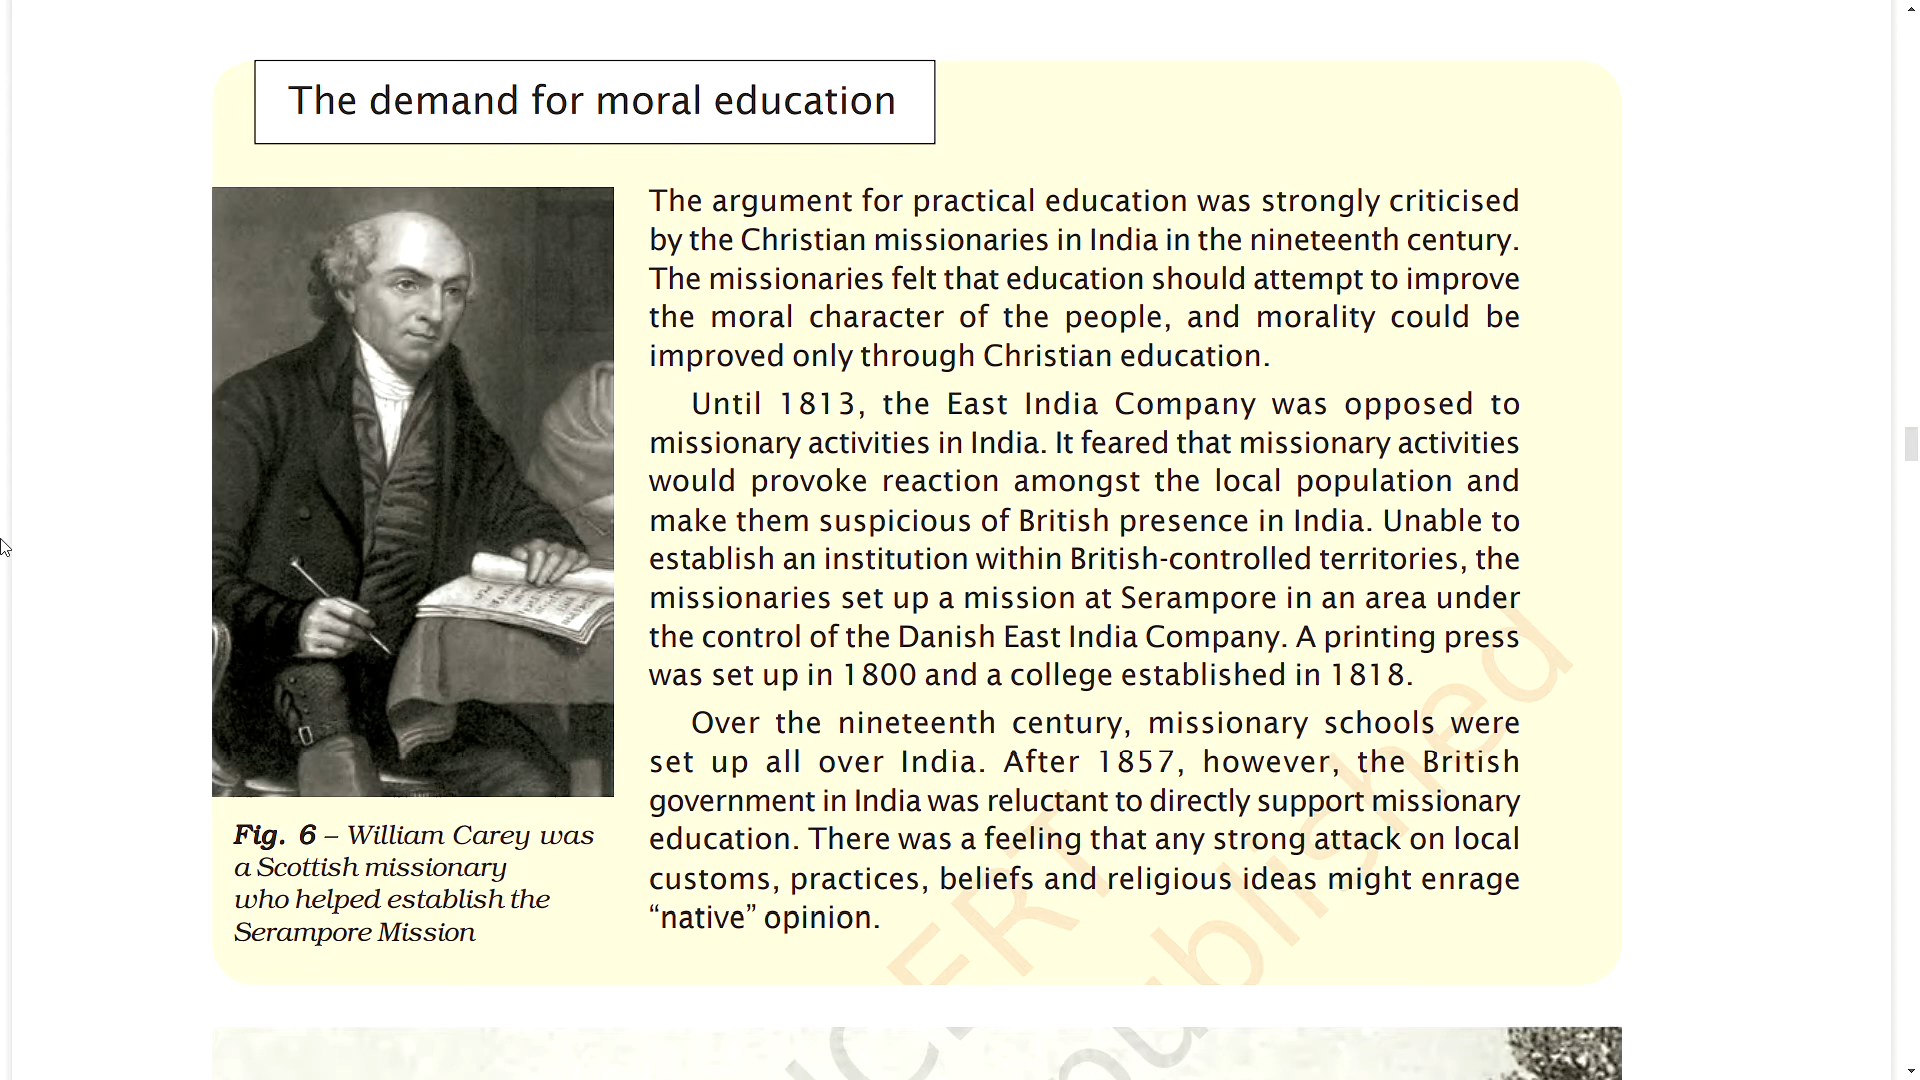 The demand for moral education
The argument for practical education was strongly criticised
by the Christian missionaries in India in the nineteenth century.
The missionaries felt that education should attempt to improve
the moral character of the people, and morality could be
improved only through Christian education.
Until 1813, the East India Company was opposed to
missionary activities in India. It feared that missionary activities
would provoke reaction amongst the local population and
make them suspicious of British presence in India. Unable to
establish an institution within British-controlled territories, the
missionaries set up a mission at Serampore in an area under
the control of the Danish East India Company. A printing press
was set up in 1800 and a college established in 1818.
Over the nineteenth century, missionary schools were
set up all over India. After 1857, however, the British
government in India was reluctant to directly support missionary
education. There was a feeling that any strong attack on local
customs, practices, beliefs and religious ideas might enrage
“native” opinion.
Fig. 6 – William Carey was
a Scottish missionary
who helped establish the
Serampore Mission